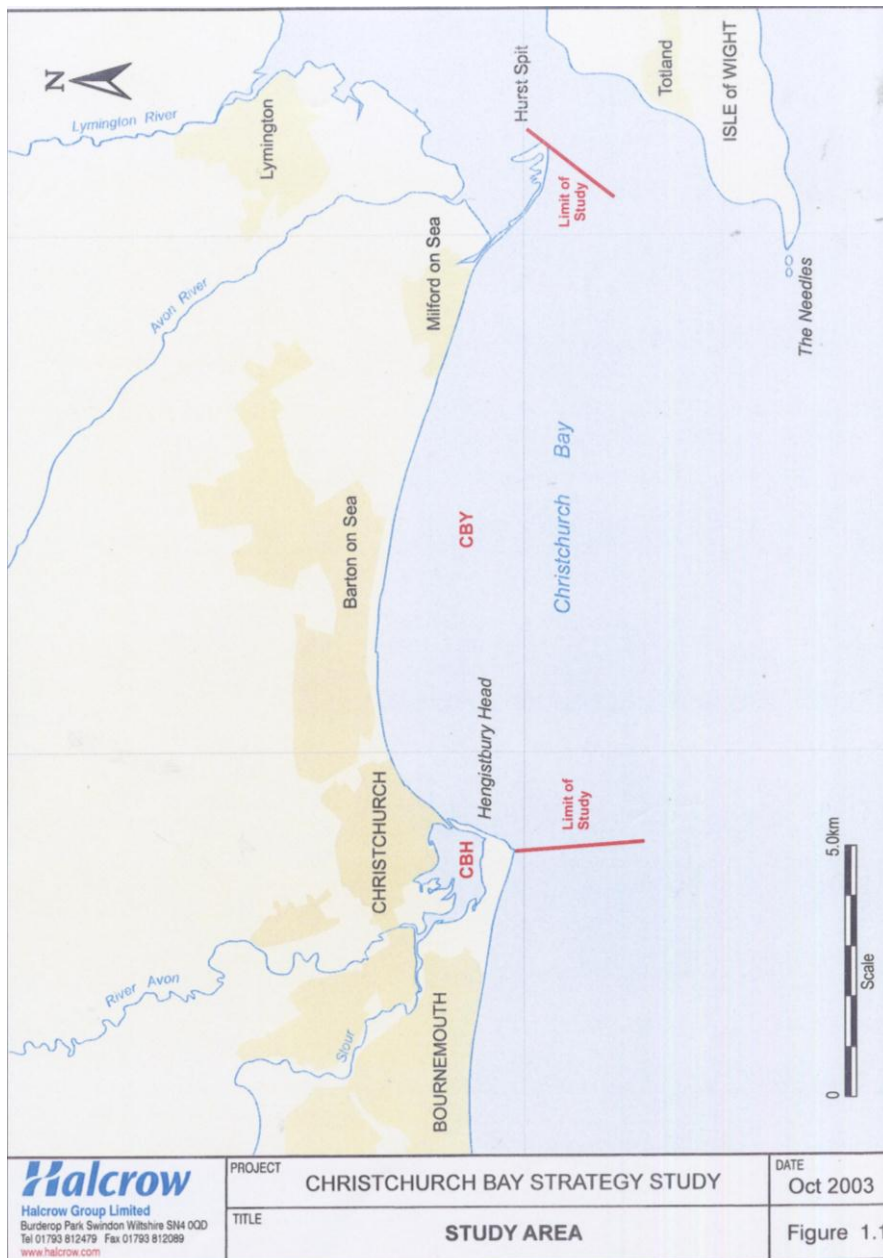 N
Lymington River
Lymington
Avon River
Milford on Sea
Hurst Spit
Limit of
Study
Totland
ISLE of WIGHT
The Needles
Barton on Sea
CBY
Christchurch Bay
Hengistbury Head
CHRISTCHURCH
CBH
Limit of
Study
River Avon
Stour
BOURNEMOUTH
0
5.0km
Scale
Halcrow
Halcrow Group Limited
Burderop Park Swindon Wiltshire SN4 0QD
Tel 01793 812479 Fax 01793 812089
www.halcrow.com
PROJECT
CHRISTCHURCH BAY STRATEGY STUDY
DATE
Oct 2003
TITLE
STUDY AREA
Figure 1.1